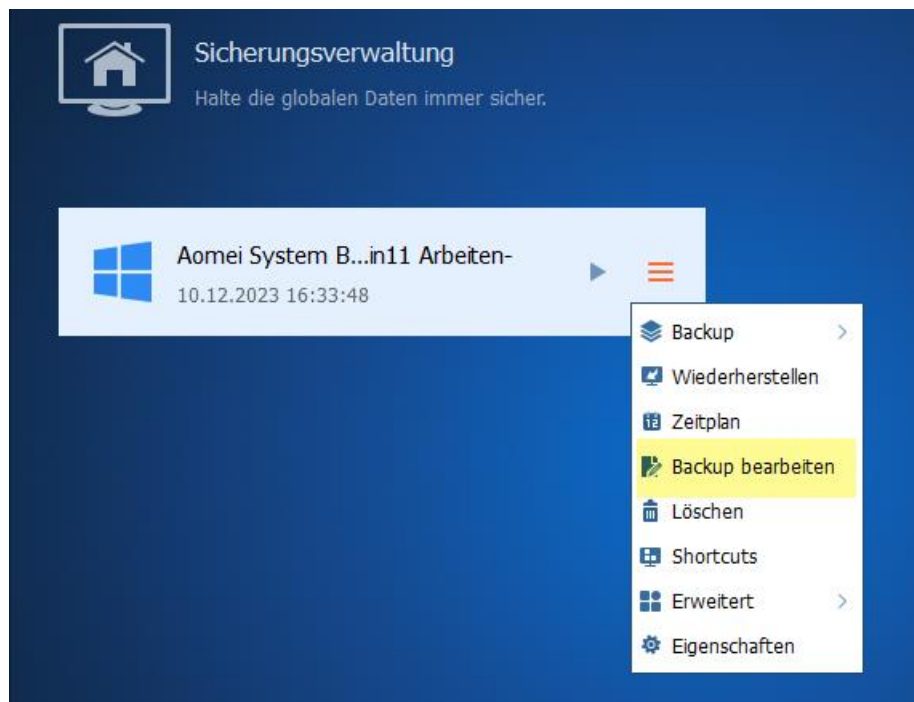 Sicherungsverwaltung
Halte die globalen Daten immer sicher.
Aomei System B...in11 Arbeiten-
10.12.2023 16:33:48
Backup
Wiederherstellen
12
Zeitplan
Backup bearbeiten
Löschen
Shortcuts
Erweitert
Eigenschaften